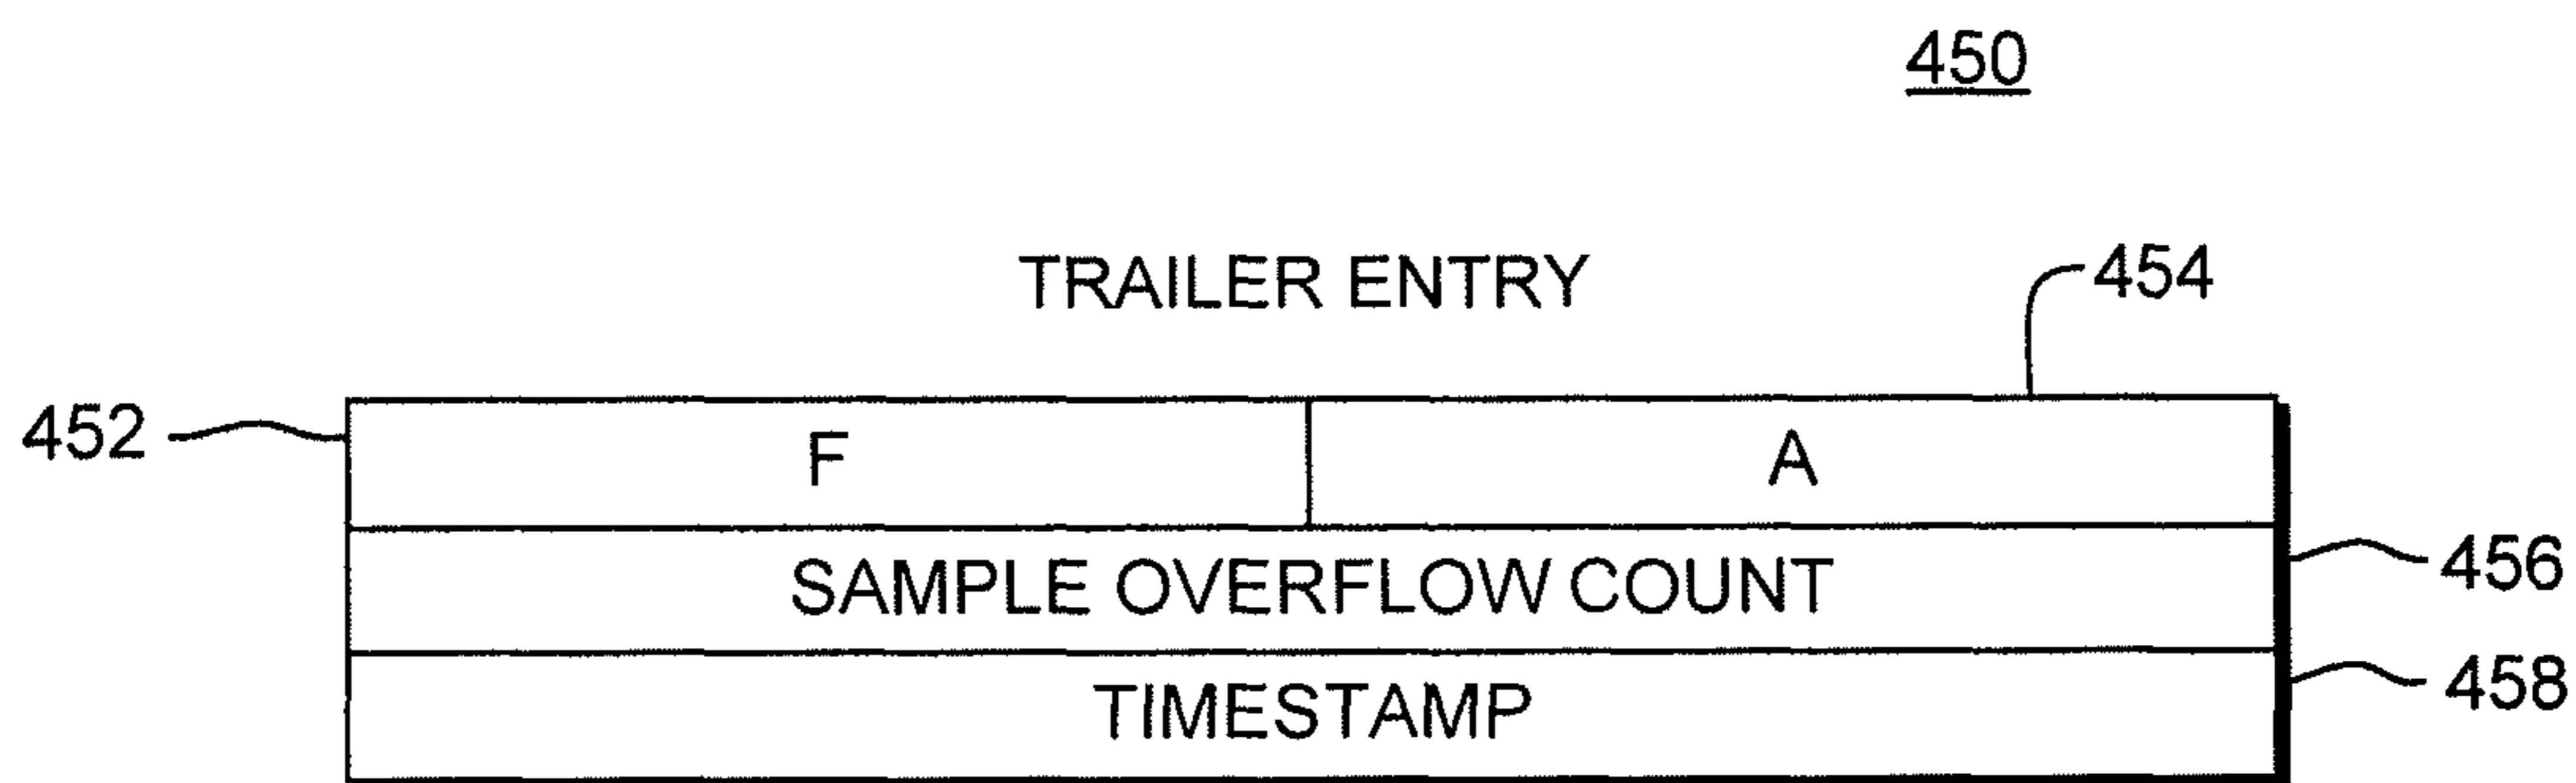 450
TRAILER ENTRY
454
452
F A
SAMPLE OVERFLOW COUNT
456
TIMESTAMP
458